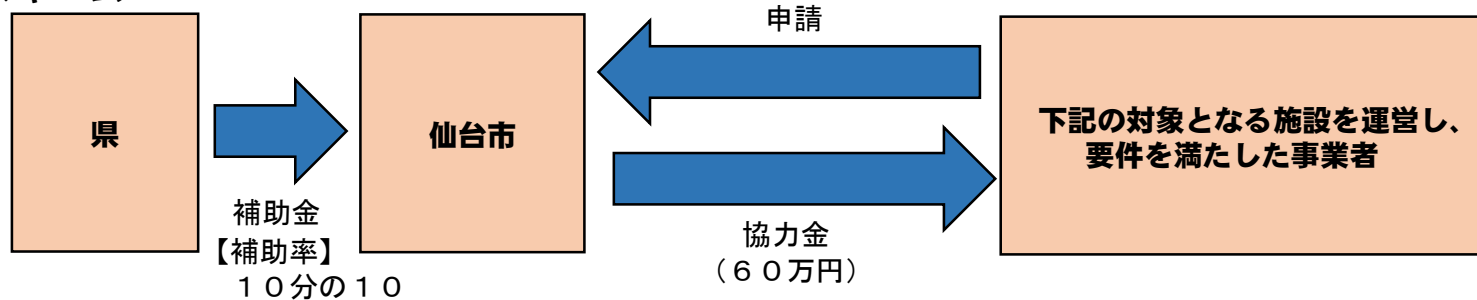 県
補助金
【補助率】
１０分の１０
仙台市
申請
協力金
（６０万円）
下記の対象となる施設を運営し、
要件を満たした事業者